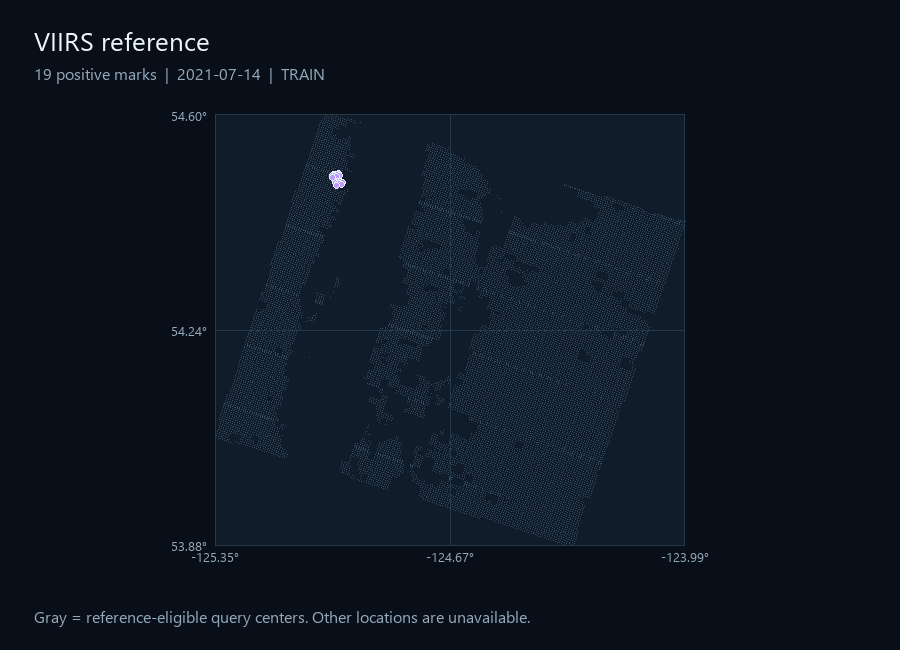 VIIRS reference
19 positive marks | 2021-07-14 | TRAIN
54.60°
54.24°
53.88°
-125.35°
-124.67°
-123.99°
Gray = reference-eligible query centers. Other locations are unavailable.